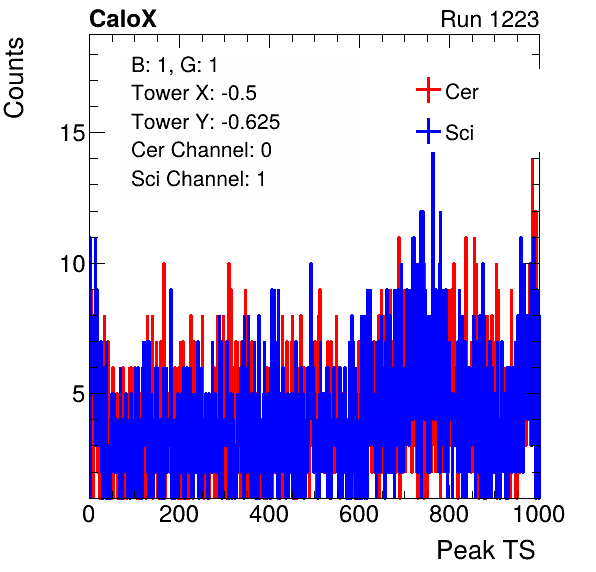 CaloX Run 1223
Counts
B: 1, G: 1
Tower X: -0.5
Tower Y: -0.625
Cer Channel: 0
Sci Channel: 1
Cer
Sci
15
10
5
0 200 400 600 800 1000
Peak TS